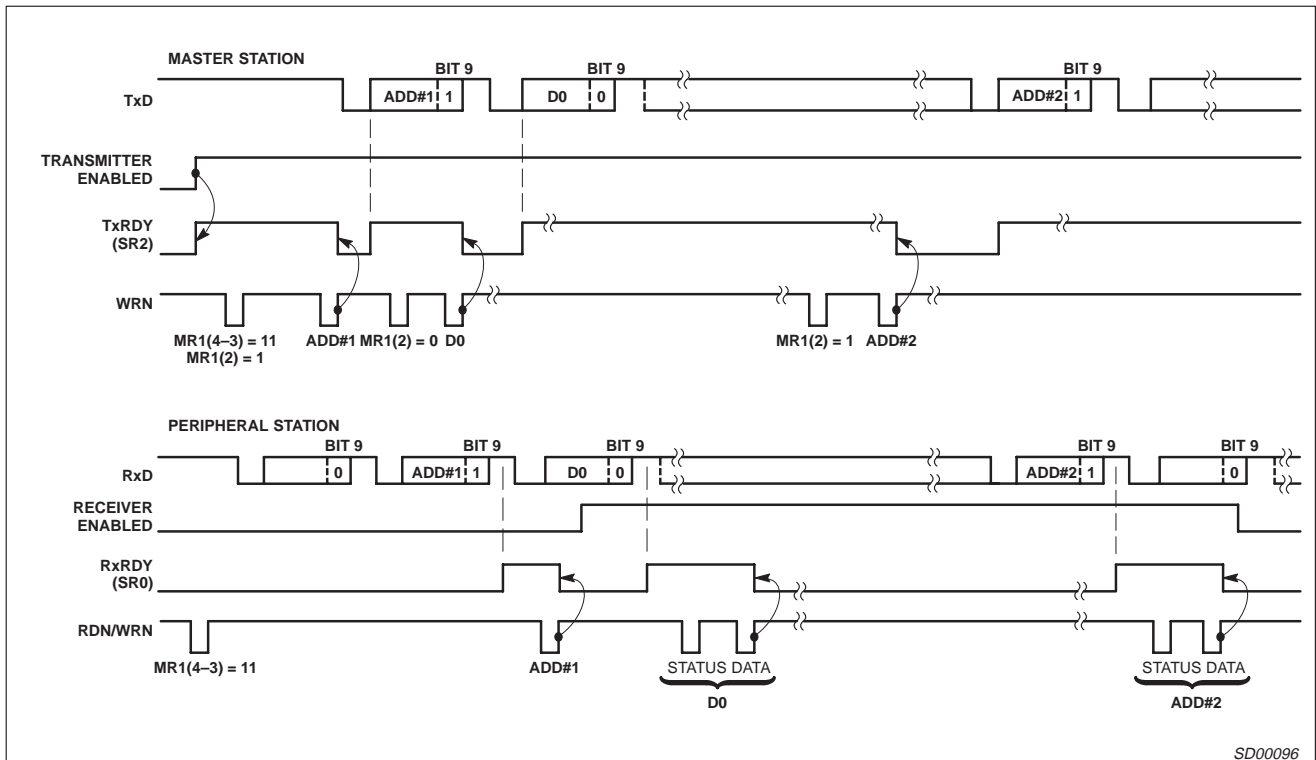 MASTER STATION
BIT 9 BIT 9 BIT 9
TxD
ADD#1 1 D0 0 ADD#2 1
TRANSMITTER
ENABLED
TxRDY
(SR2)
WRN
MR1(4–3) = 11 ADD#1 MR1(2) = 0 D0 MR1(2) = 1 ADD#2
MR1(2) = 1
PERIPHERAL STATION
BIT 9 BIT 9 BIT 9 BIT 9 BIT 9
RxD
0 ADD#1 1 D0 0 ADD#2 1 0
RECEIVER
ENABLED
RxRDY
(SR0)
RDN/WRN
MR1(4–3) = 11 ADD#1 STATUS DATA STATUS DATA
D0 ADD#2
SD00096